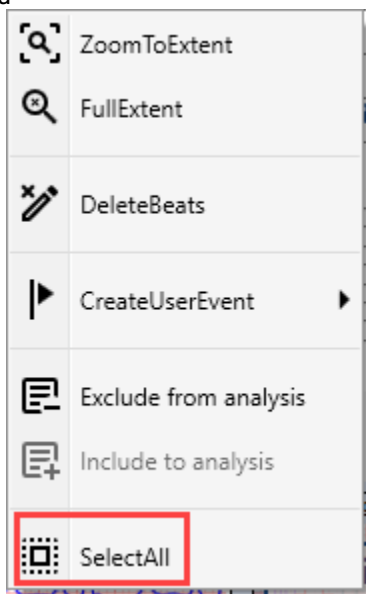 ZoomToExtent
FullExtent
DeleteBeats
CreateUserEvent
Exclude from analysis
Include to analysis
SelectAll